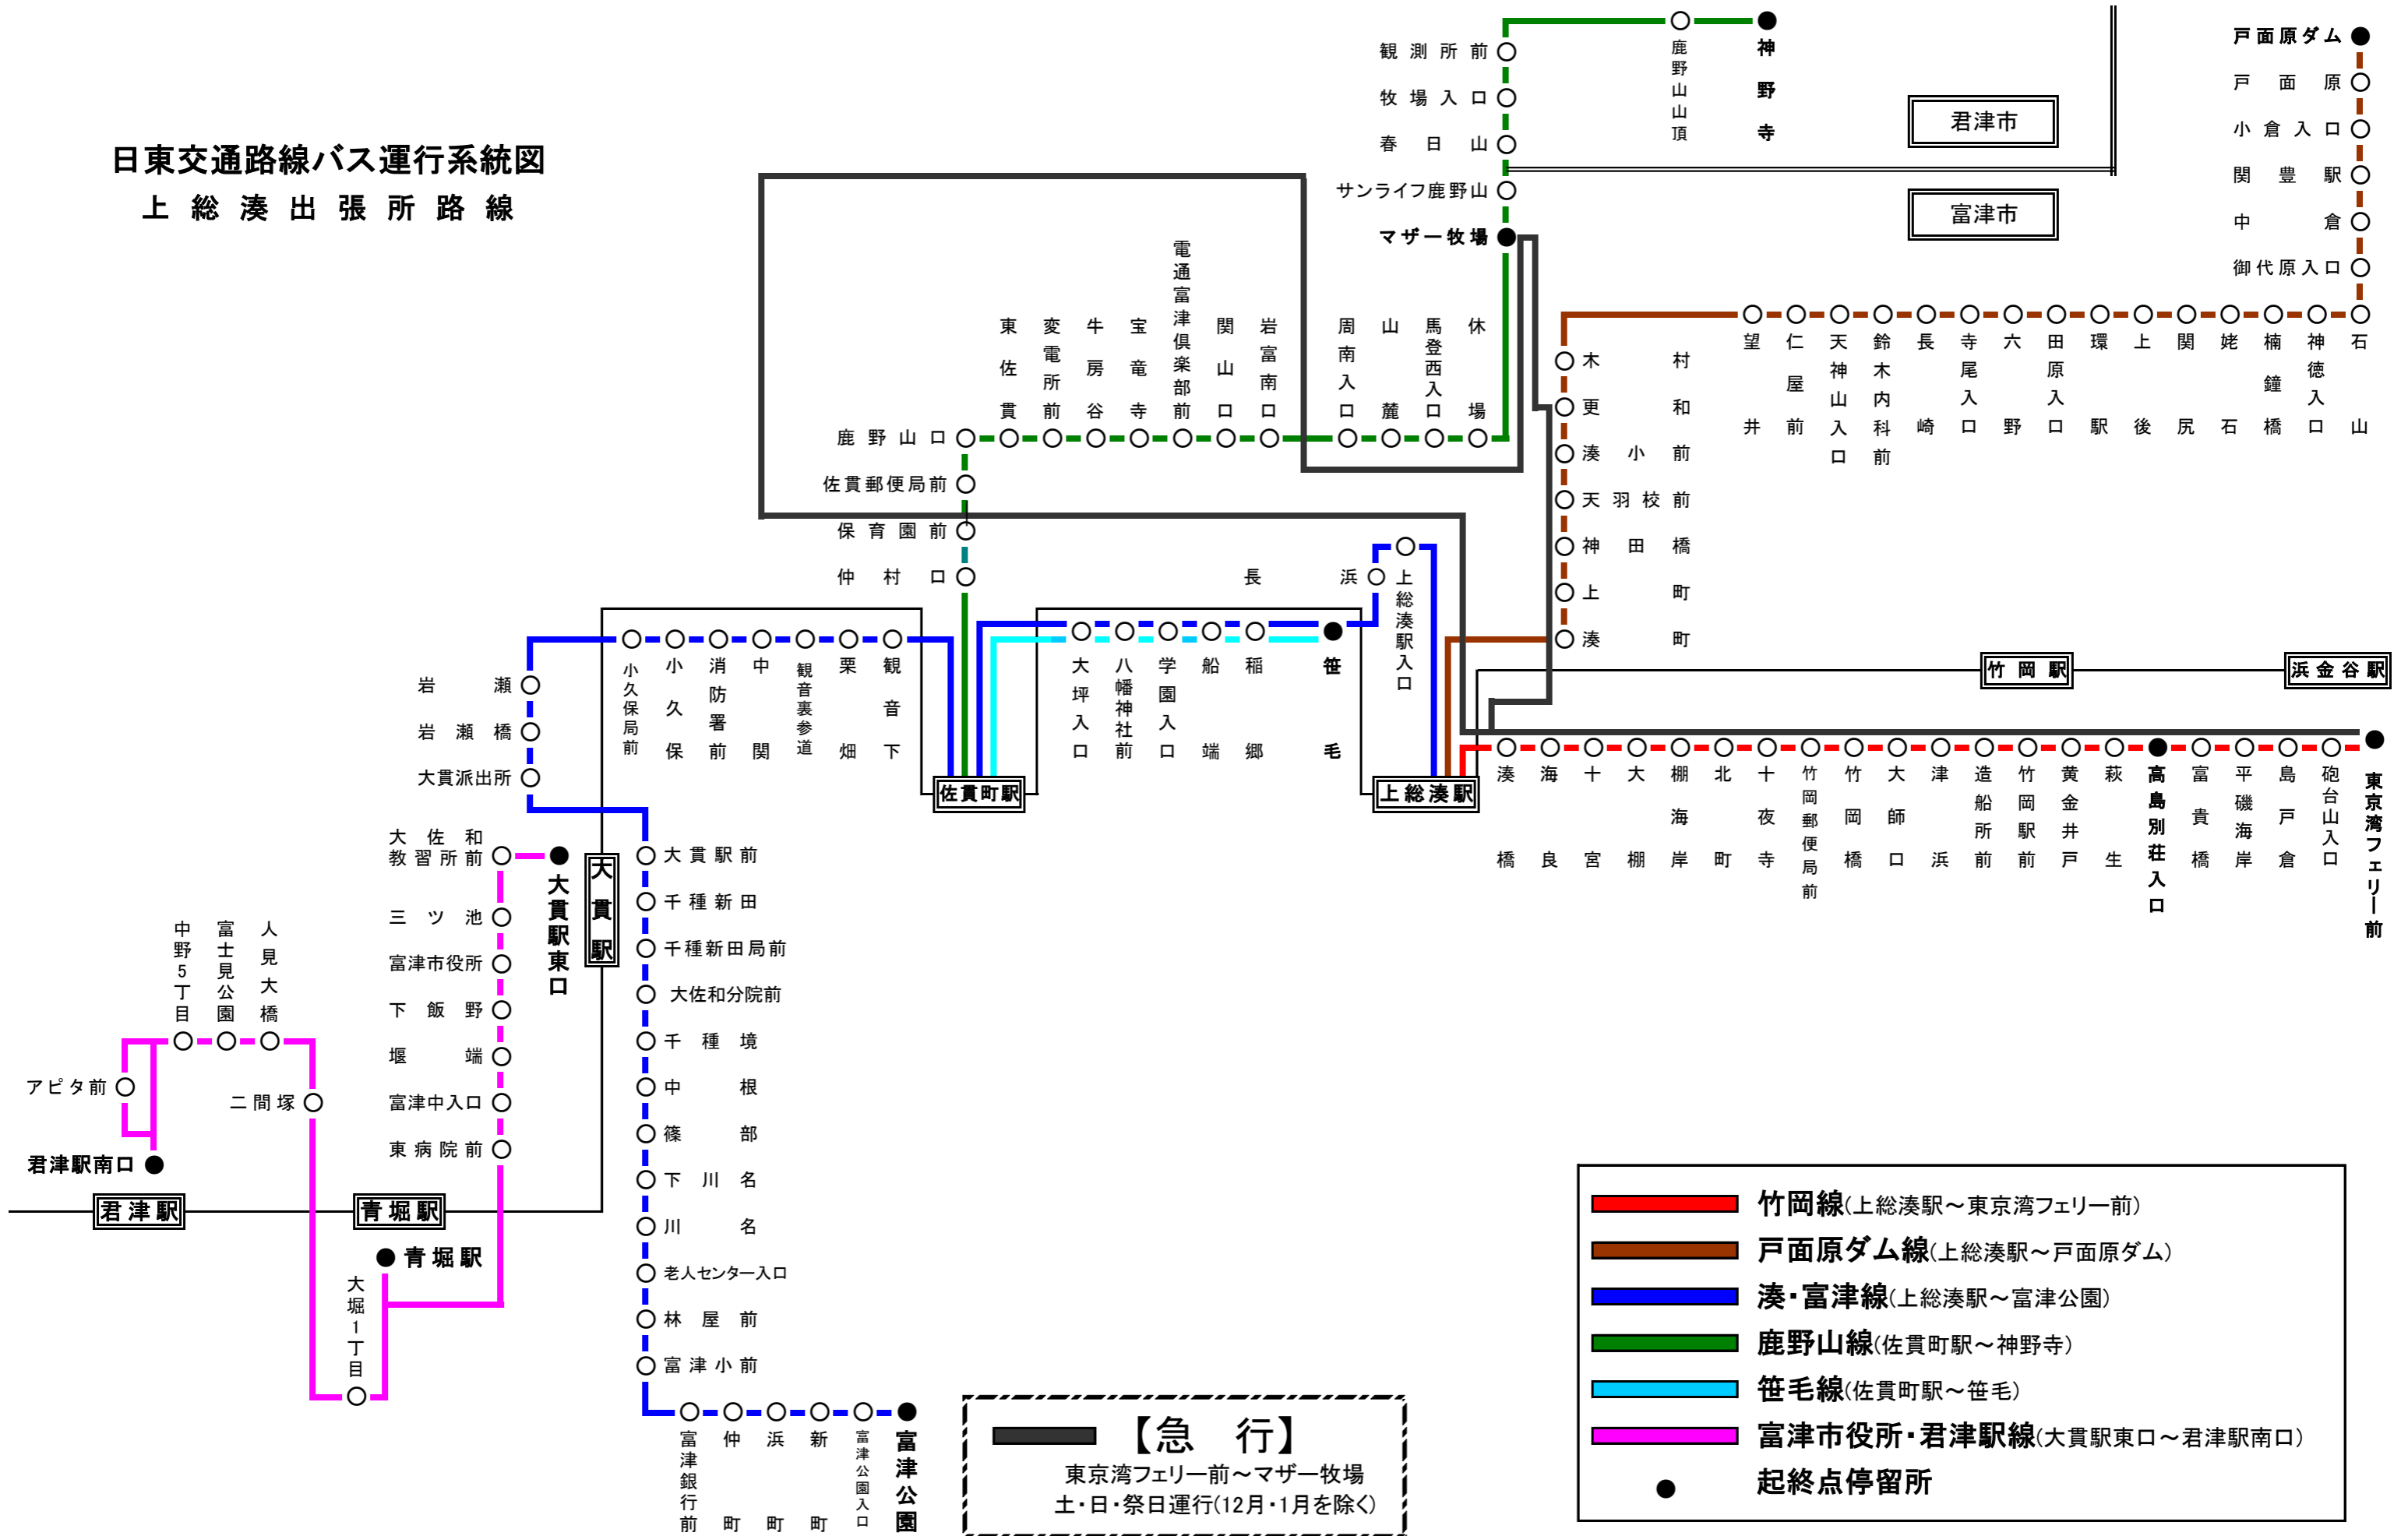 日東交通路線バス運行系統図
上総湊出張所路線
観測所前
牧場入口
春日山
サンライフ鹿野山
マザー牧場
鹿野山山頂
神野寺
君津市
富津市
戸面原ダム
戸面原
小倉入口
関豊駅
中倉
御代原入口
東佐貫
変電所前
牛房谷
宝竜寺
電通富津倶楽部前
関山口
岩富南口
周南入口
山麓
馬登西入口
休場
木村
更和
湊小前
天羽校前
神田橋
上町
湊町
望井
仁屋前
天神山入口
鈴木内科前
長崎
寺尾入口
六野
田原入口
環駅
上後
関尻
姥石
楠鐘橋
神徳入口
石山
鹿野山口
佐貫郵便局前
保育園前
仲村口
長浜
上総湊駅入口
岩瀬
岩瀬橋
大貫派出所
小久保局前
小久保
消防署前
中関
観音裏参道
栗畑
観音下
大坪入口
八幡神社前
学園入口
船端
稲郷
笹毛
佐貫町駅
上総湊駅
竹岡駅
浜金谷駅
湊橋
海良
十宮
大棚
棚海岸
北町
十夜寺
竹岡郵便局前
竹岡橋
大師口
津浜
造船所前
竹岡駅前
黄金井戸
萩生
高島別荘入口
富貴橋
平磯海岸
島戸倉
砲台山入口
東京湾フェリー前
大佐和
教習所前
大貫駅東口
大貫駅
三ツ池
富津市役所
下飯野
堰端
富津中入口
東病院前
大貫駅前
千種新田
千種新田局前
大佐和分院前
千種境
中根
篠部
下川名
川名
老人センター入口
林屋前
富津小前
中野5丁目
富士見公園
人見大橋
アピタ前
二間塚
君津駅南口
君津駅
青堀駅
青堀駅
大堀1丁目
富津銀行前
仲町
浜町
新町
富津公園入口
富津公園
【急 行】
東京湾フェリー前～マザー牧場
土・日・祭日運行(12月・1月を除く)
竹岡線(上総湊駅～東京湾フェリー前)
戸面原ダム線(上総湊駅～戸面原ダム)
湊・富津線(上総湊駅～富津公園)
鹿野山線(佐貫町駅～神野寺)
笹毛線(佐貫町駅～笹毛)
富津市役所・君津駅線(大貫駅東口～君津駅南口)
起終点停留所